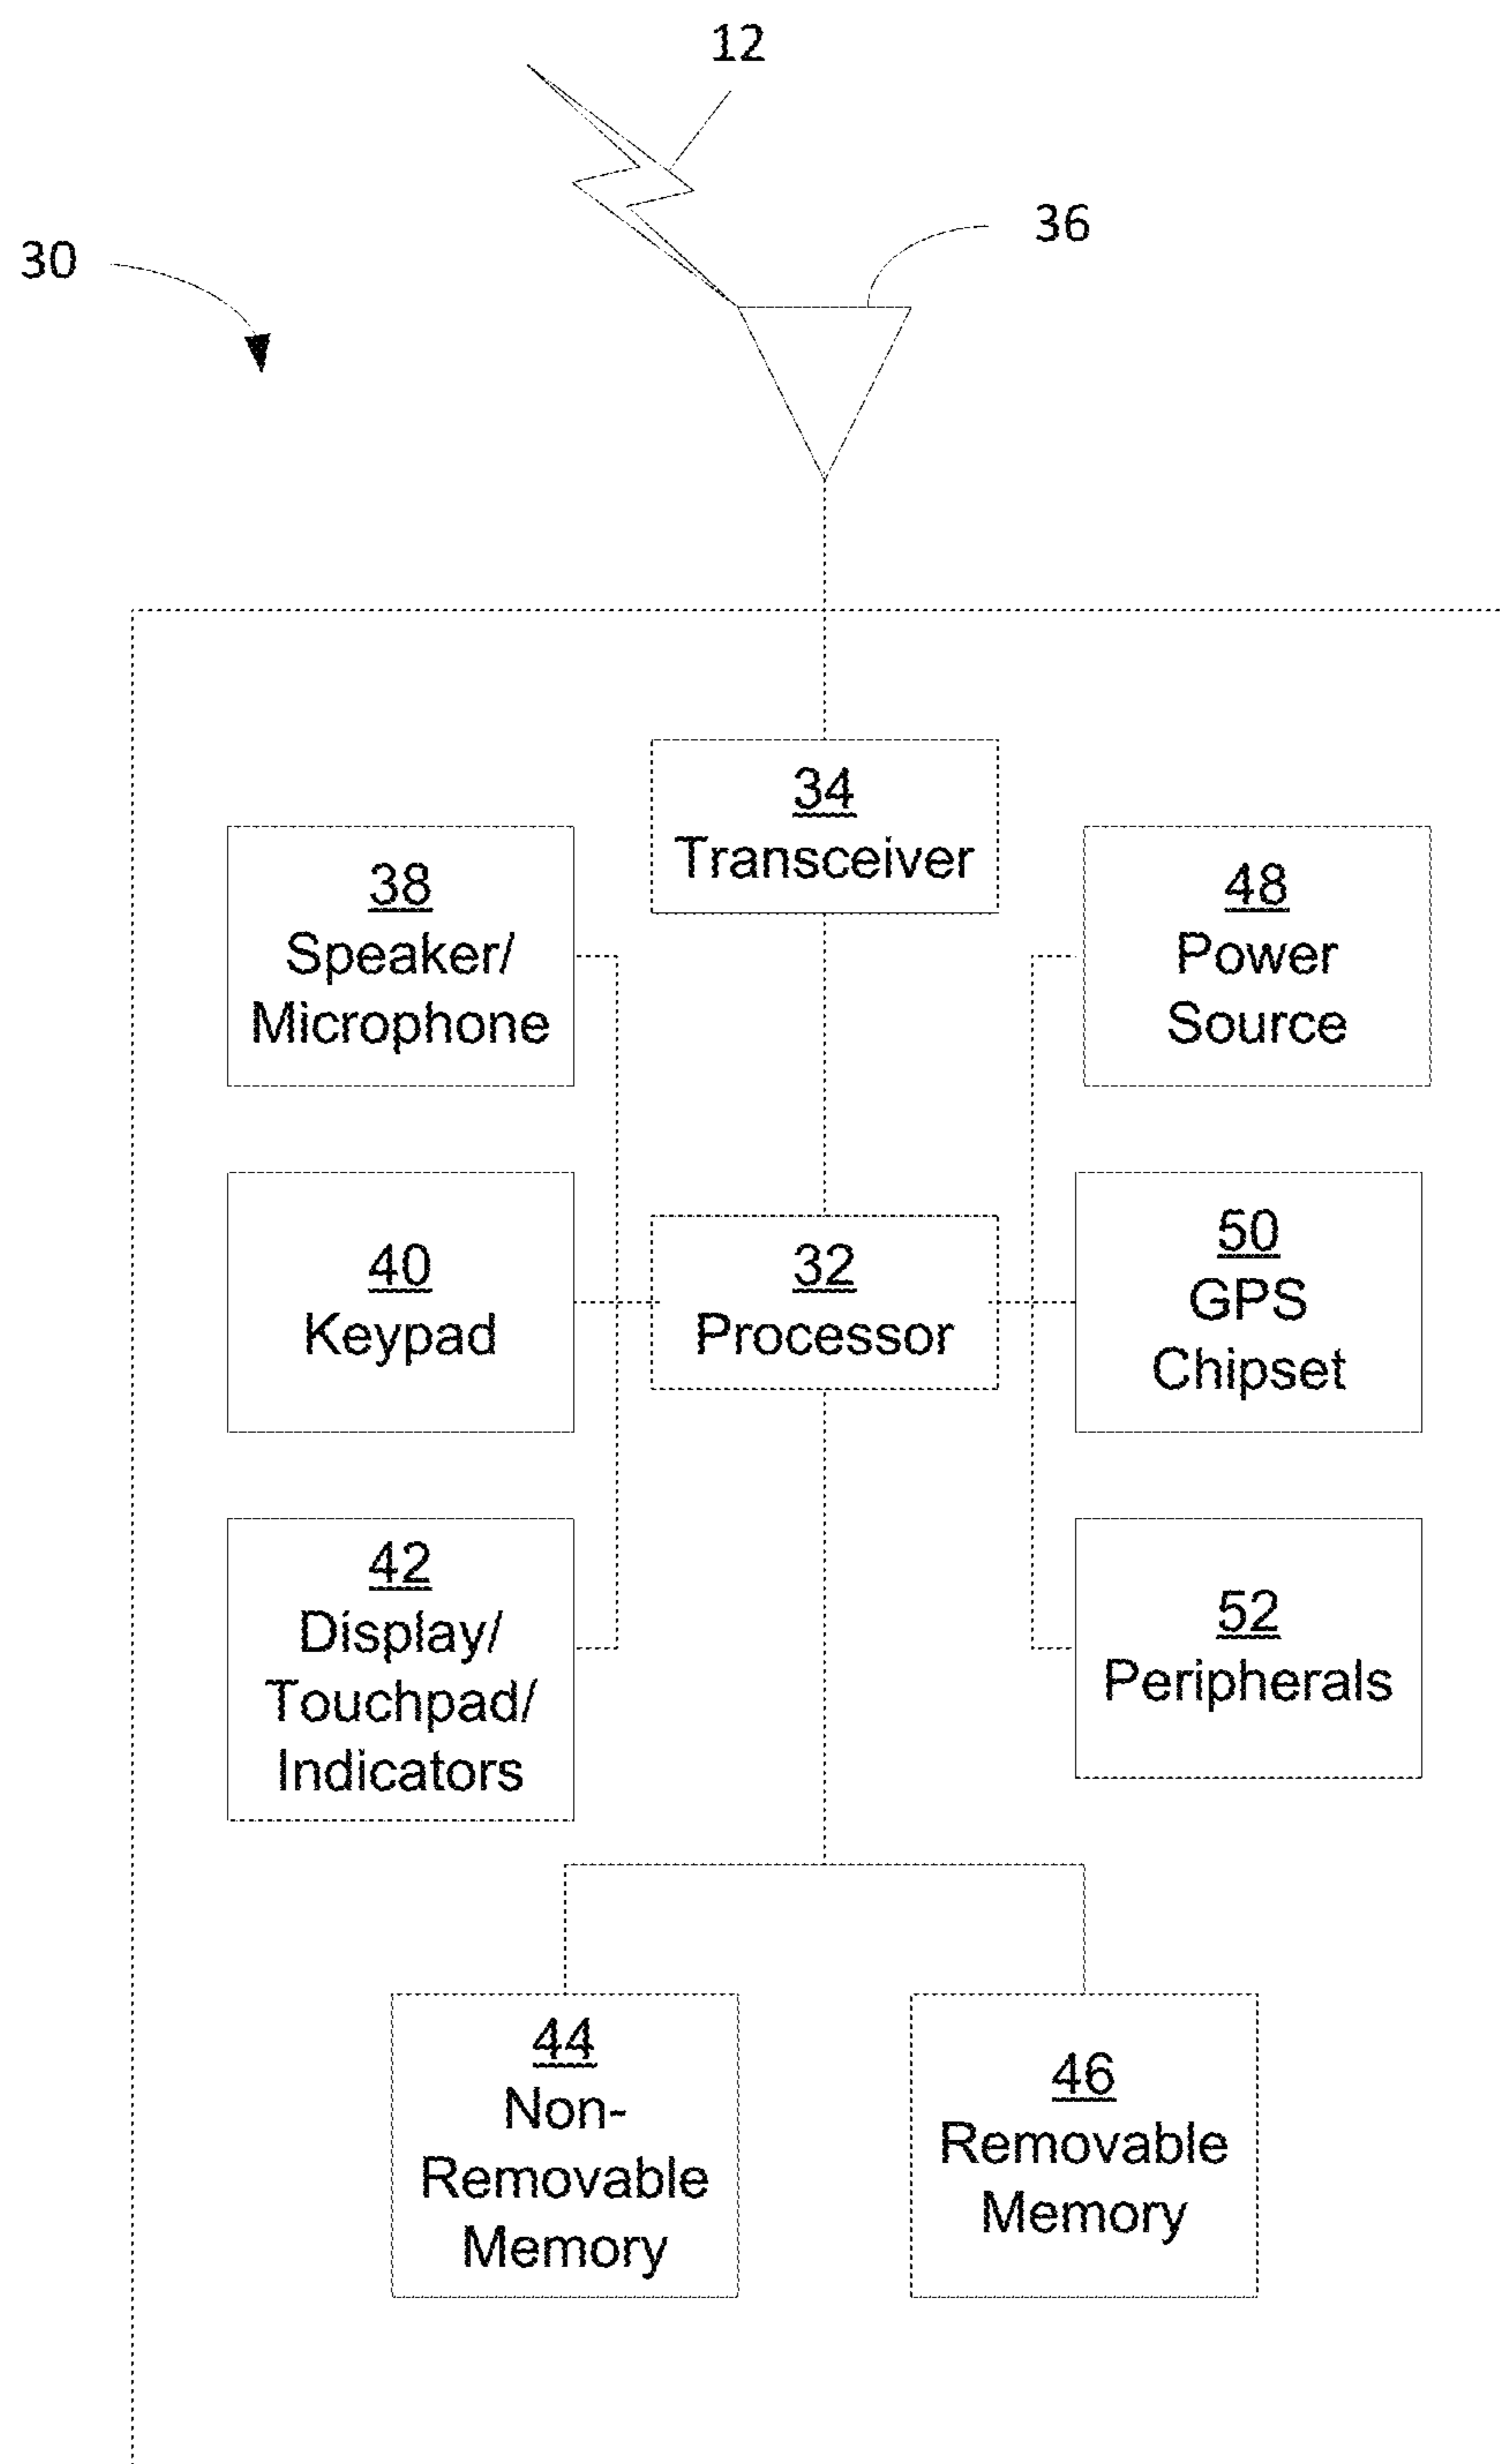 12
36
30
34
Transceiver
38
Speaker/
Microphone
48
Power
Source
40
Keypad
32
Processor
50
GPS
Chipset
42
Display/
Touchpad/
Indicators
52
Peripherals
44
Non-
Removable
Memory
46
Removable
Memory